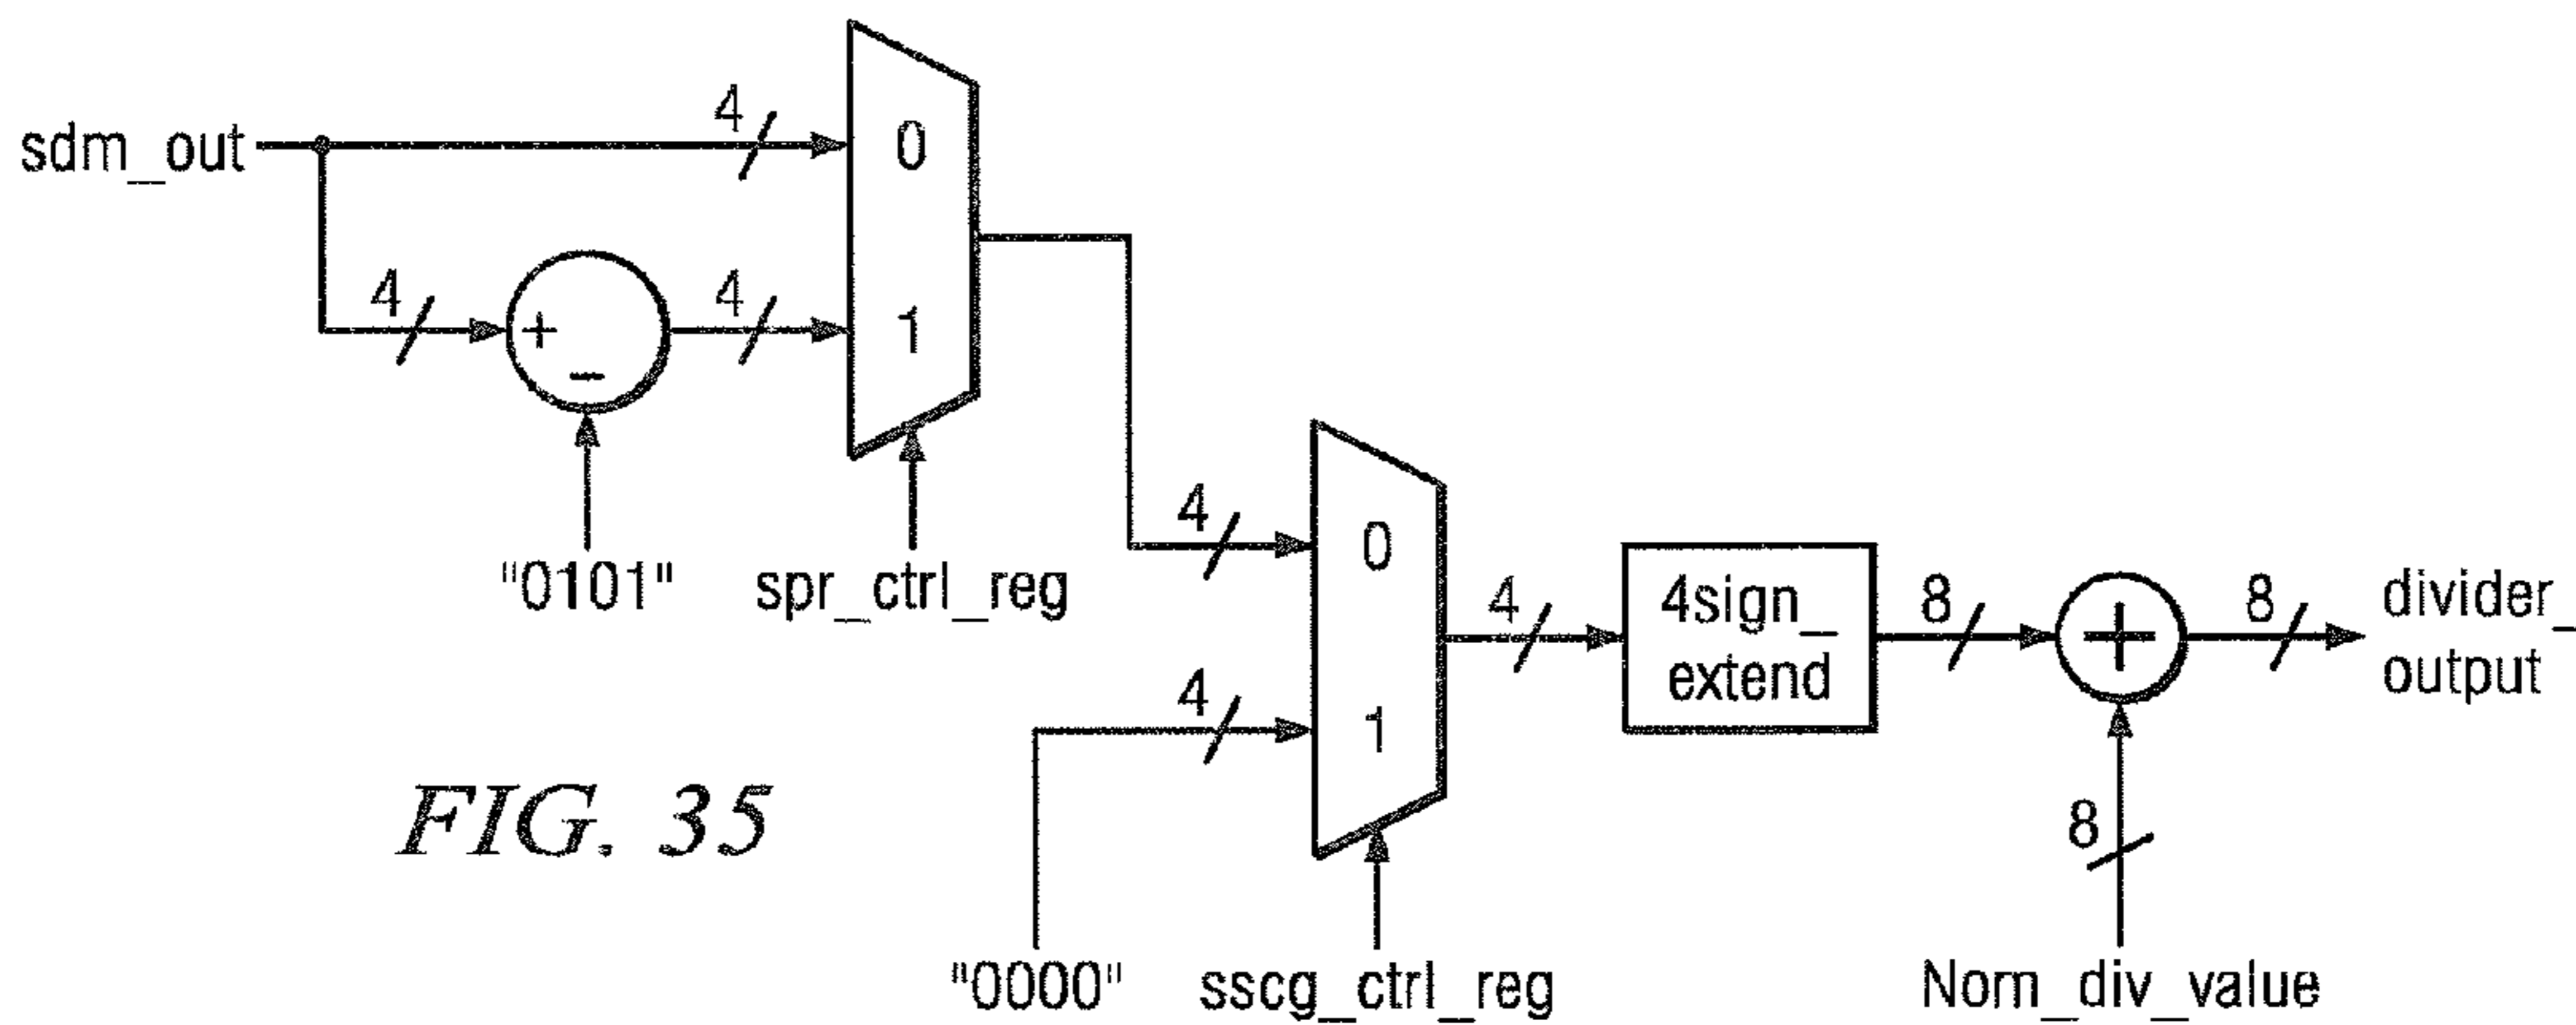 4
sdm_out
0
4
4
+
-
1
"0101"
spr_ctrl_reg
4
0
4
4sign_
extend
8
+
8
divider_
output
4
1
8
FIG. 35
"0000"
sscg_ctrl_reg
Nom_div_value